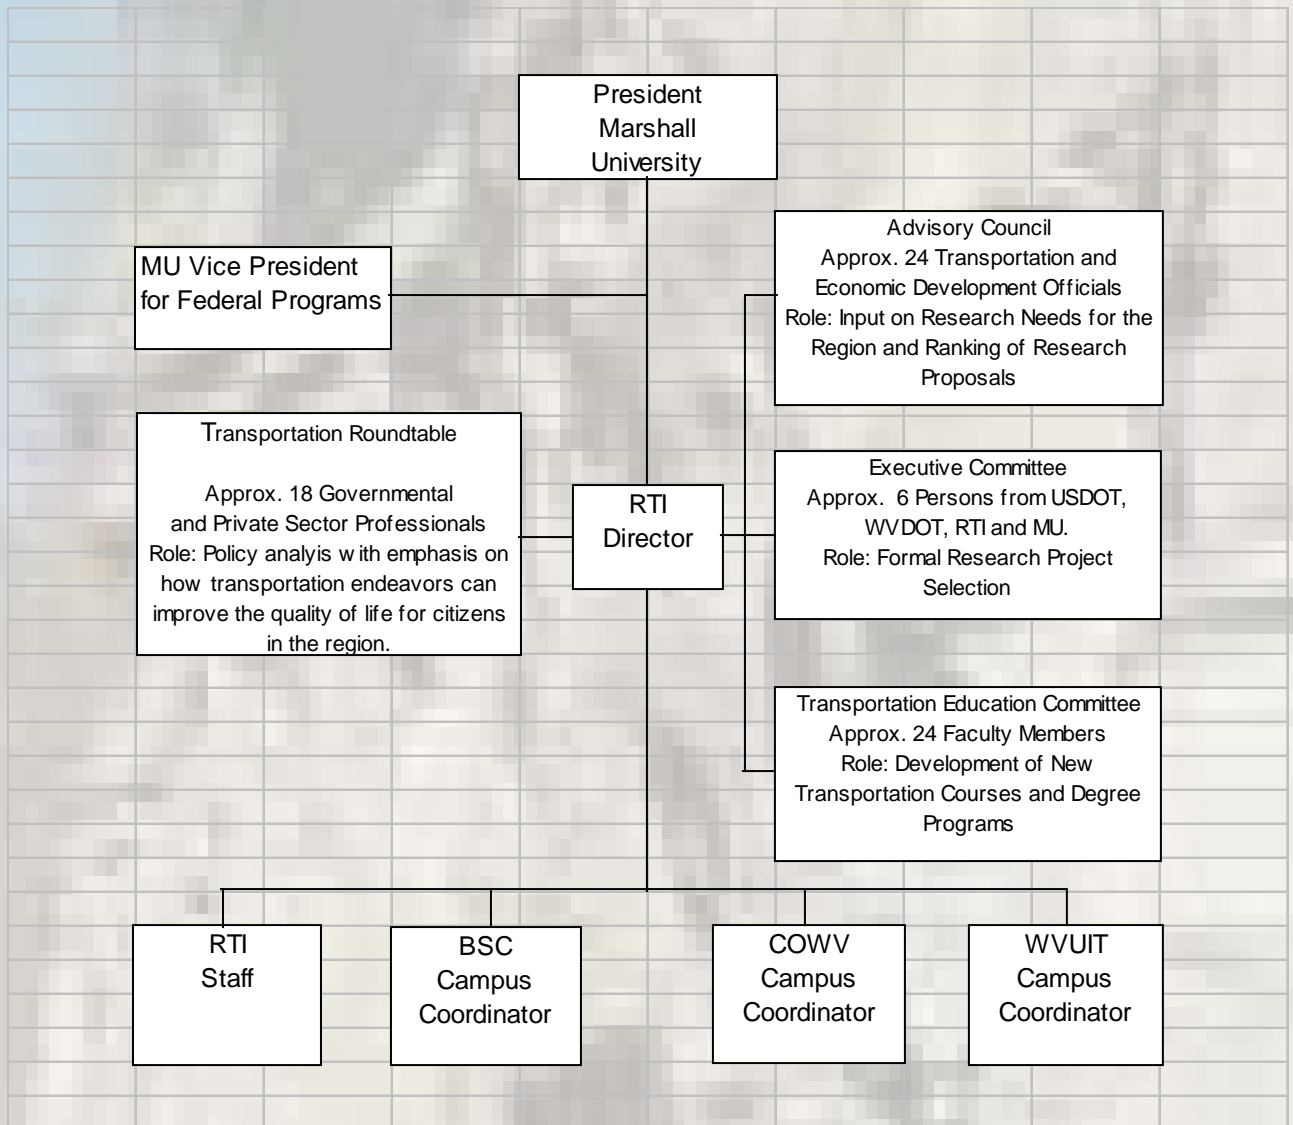 President
Marshall
University
MU Vice President
for Federal Programs
Advisory Council
Approx. 24 Transportation and
Economic Development Officials
Role: Input on Research Needs for the
Region and Ranking of Research
Proposals
Transportation Roundtable
Approx. 18 Governmental
and Private Sector Professionals
Role: Policy analyis with emphasis on
how transportation endeavors can
improve the quality of life for citizens
in the region.
RTI
Director
Executive Committee
Approx. 6 Persons from USDOT,
WVDOT, RTI and MU.
Role: Formal Research Project
Selection
Transportation Education Committee
Approx. 24 Faculty Members
Role: Development of New
Transportation Courses and Degree
Programs
RTI
Staff
BSC
Campus
Coordinator
COWV
Campus
Coordinator
WVUIT
Campus
Coordinator